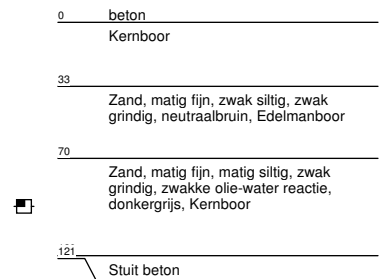 0 beton
Kernboor
33
Zand, matig fijn, zwak siltig, zwak
grindig, neutraalbruin, Edelmanboor
70
Zand, matig fijn, matig siltig, zwak
grindig, zwakke olie-water reactie,
donkergrijs, Kernboor
121
Stuit beton